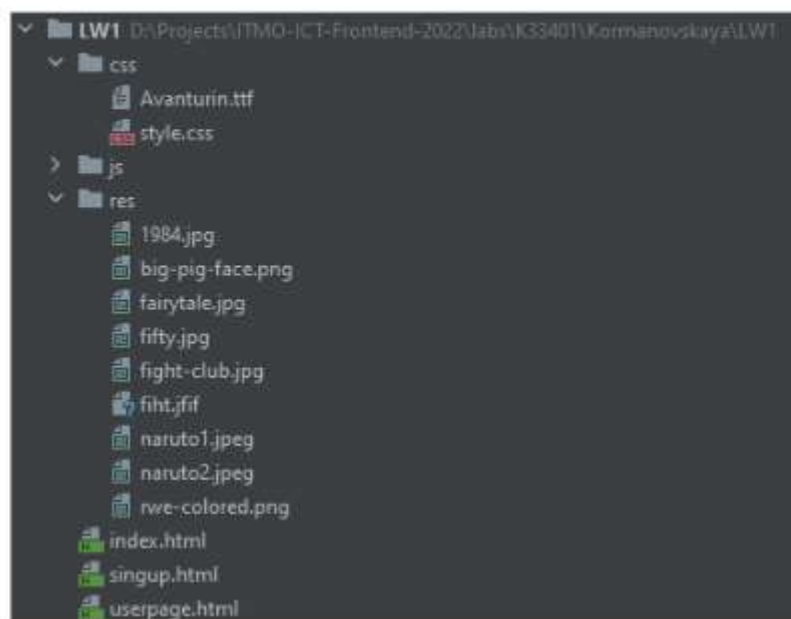 LW1 D:\Projects\ITMO-ICT-Frontend-2022\labs\K33401\Kormanovskaya\LW1
css
Avanturin.ttf
style.css
js
res
1984.jpg
big-pig-face.png
fairytale.jpg
fifty.jpg
fight-club.jpg
fiht.jfif
naruto1.jpeg
naruto2.jpeg
rwe-colored.png
index.html
singup.html
userpage.html